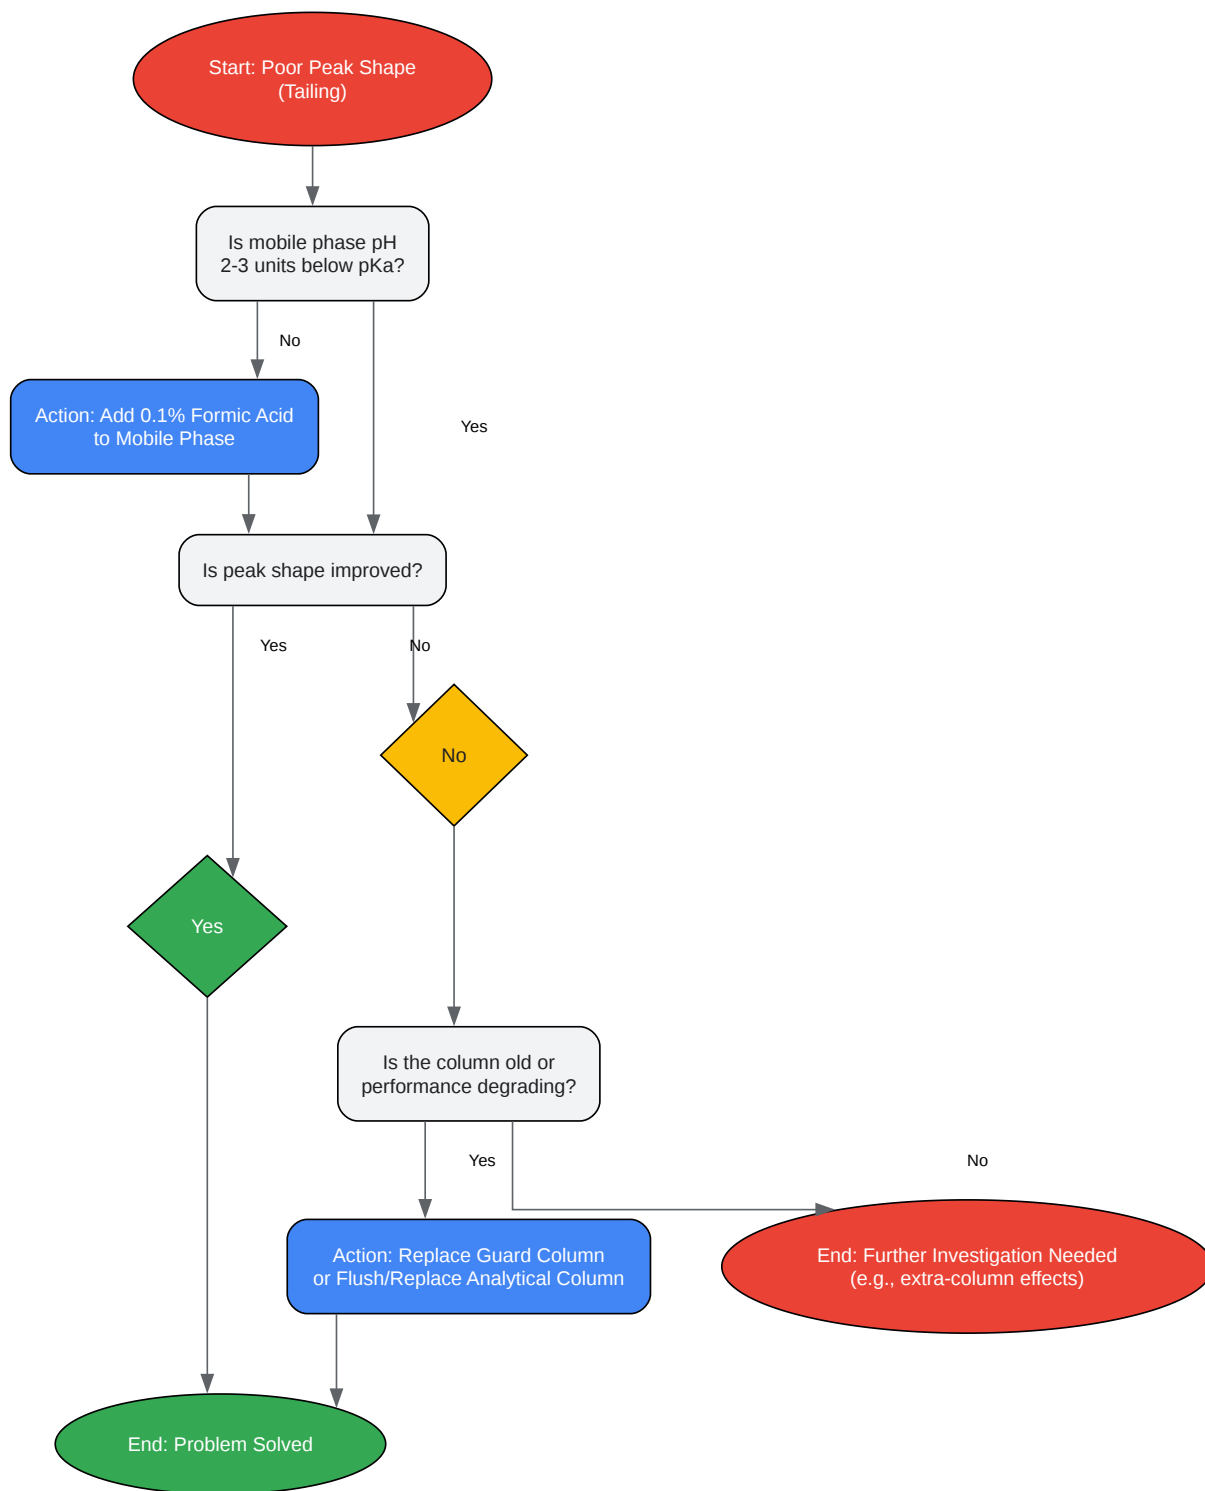 Start: Poor Peak Shape
(Tailing)
Is mobile phase pH
2-3 units below pKa?
No
Action: Add 0.1% Formic Acid
to Mobile Phase
Yes
Is peak shape improved?
Yes
No
No
Yes
Is the column old or
performance degrading?
Yes
No
Action: Replace Guard Column
or Flush/Replace Analytical Column
End: Further Investigation Needed
(e.g., extra-column effects)
End: Problem Solved